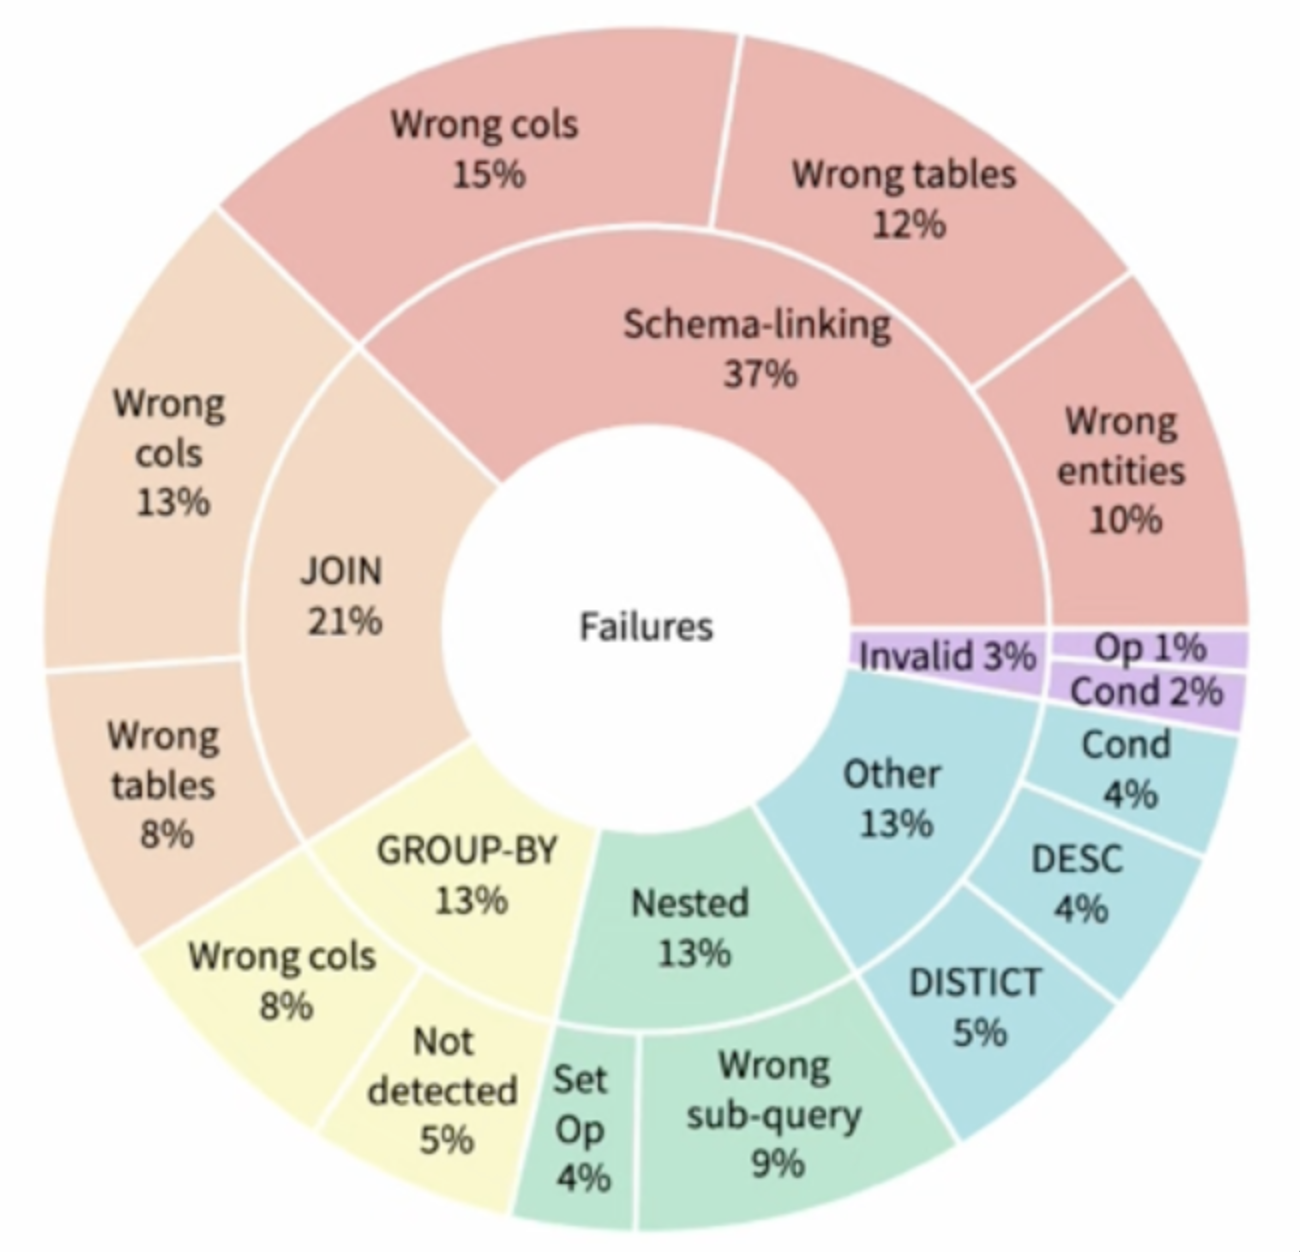 Wrong cols
15%
Wrong tables
12%
Schema-linking
37%
Wrong
entities
10%
Wrong
cols
13%
JOIN
21%
Failures
Invalid 3%
Op 1%
Cond 2%
Wrong
tables
8%
Cond
4%
Other
13%
DESC
4%
GROUP-BY
13%
Nested
13%
DISTICT
5%
Wrong cols
8%
Not
detected
5%
Set
Op
4%
Wrong
sub-query
9%